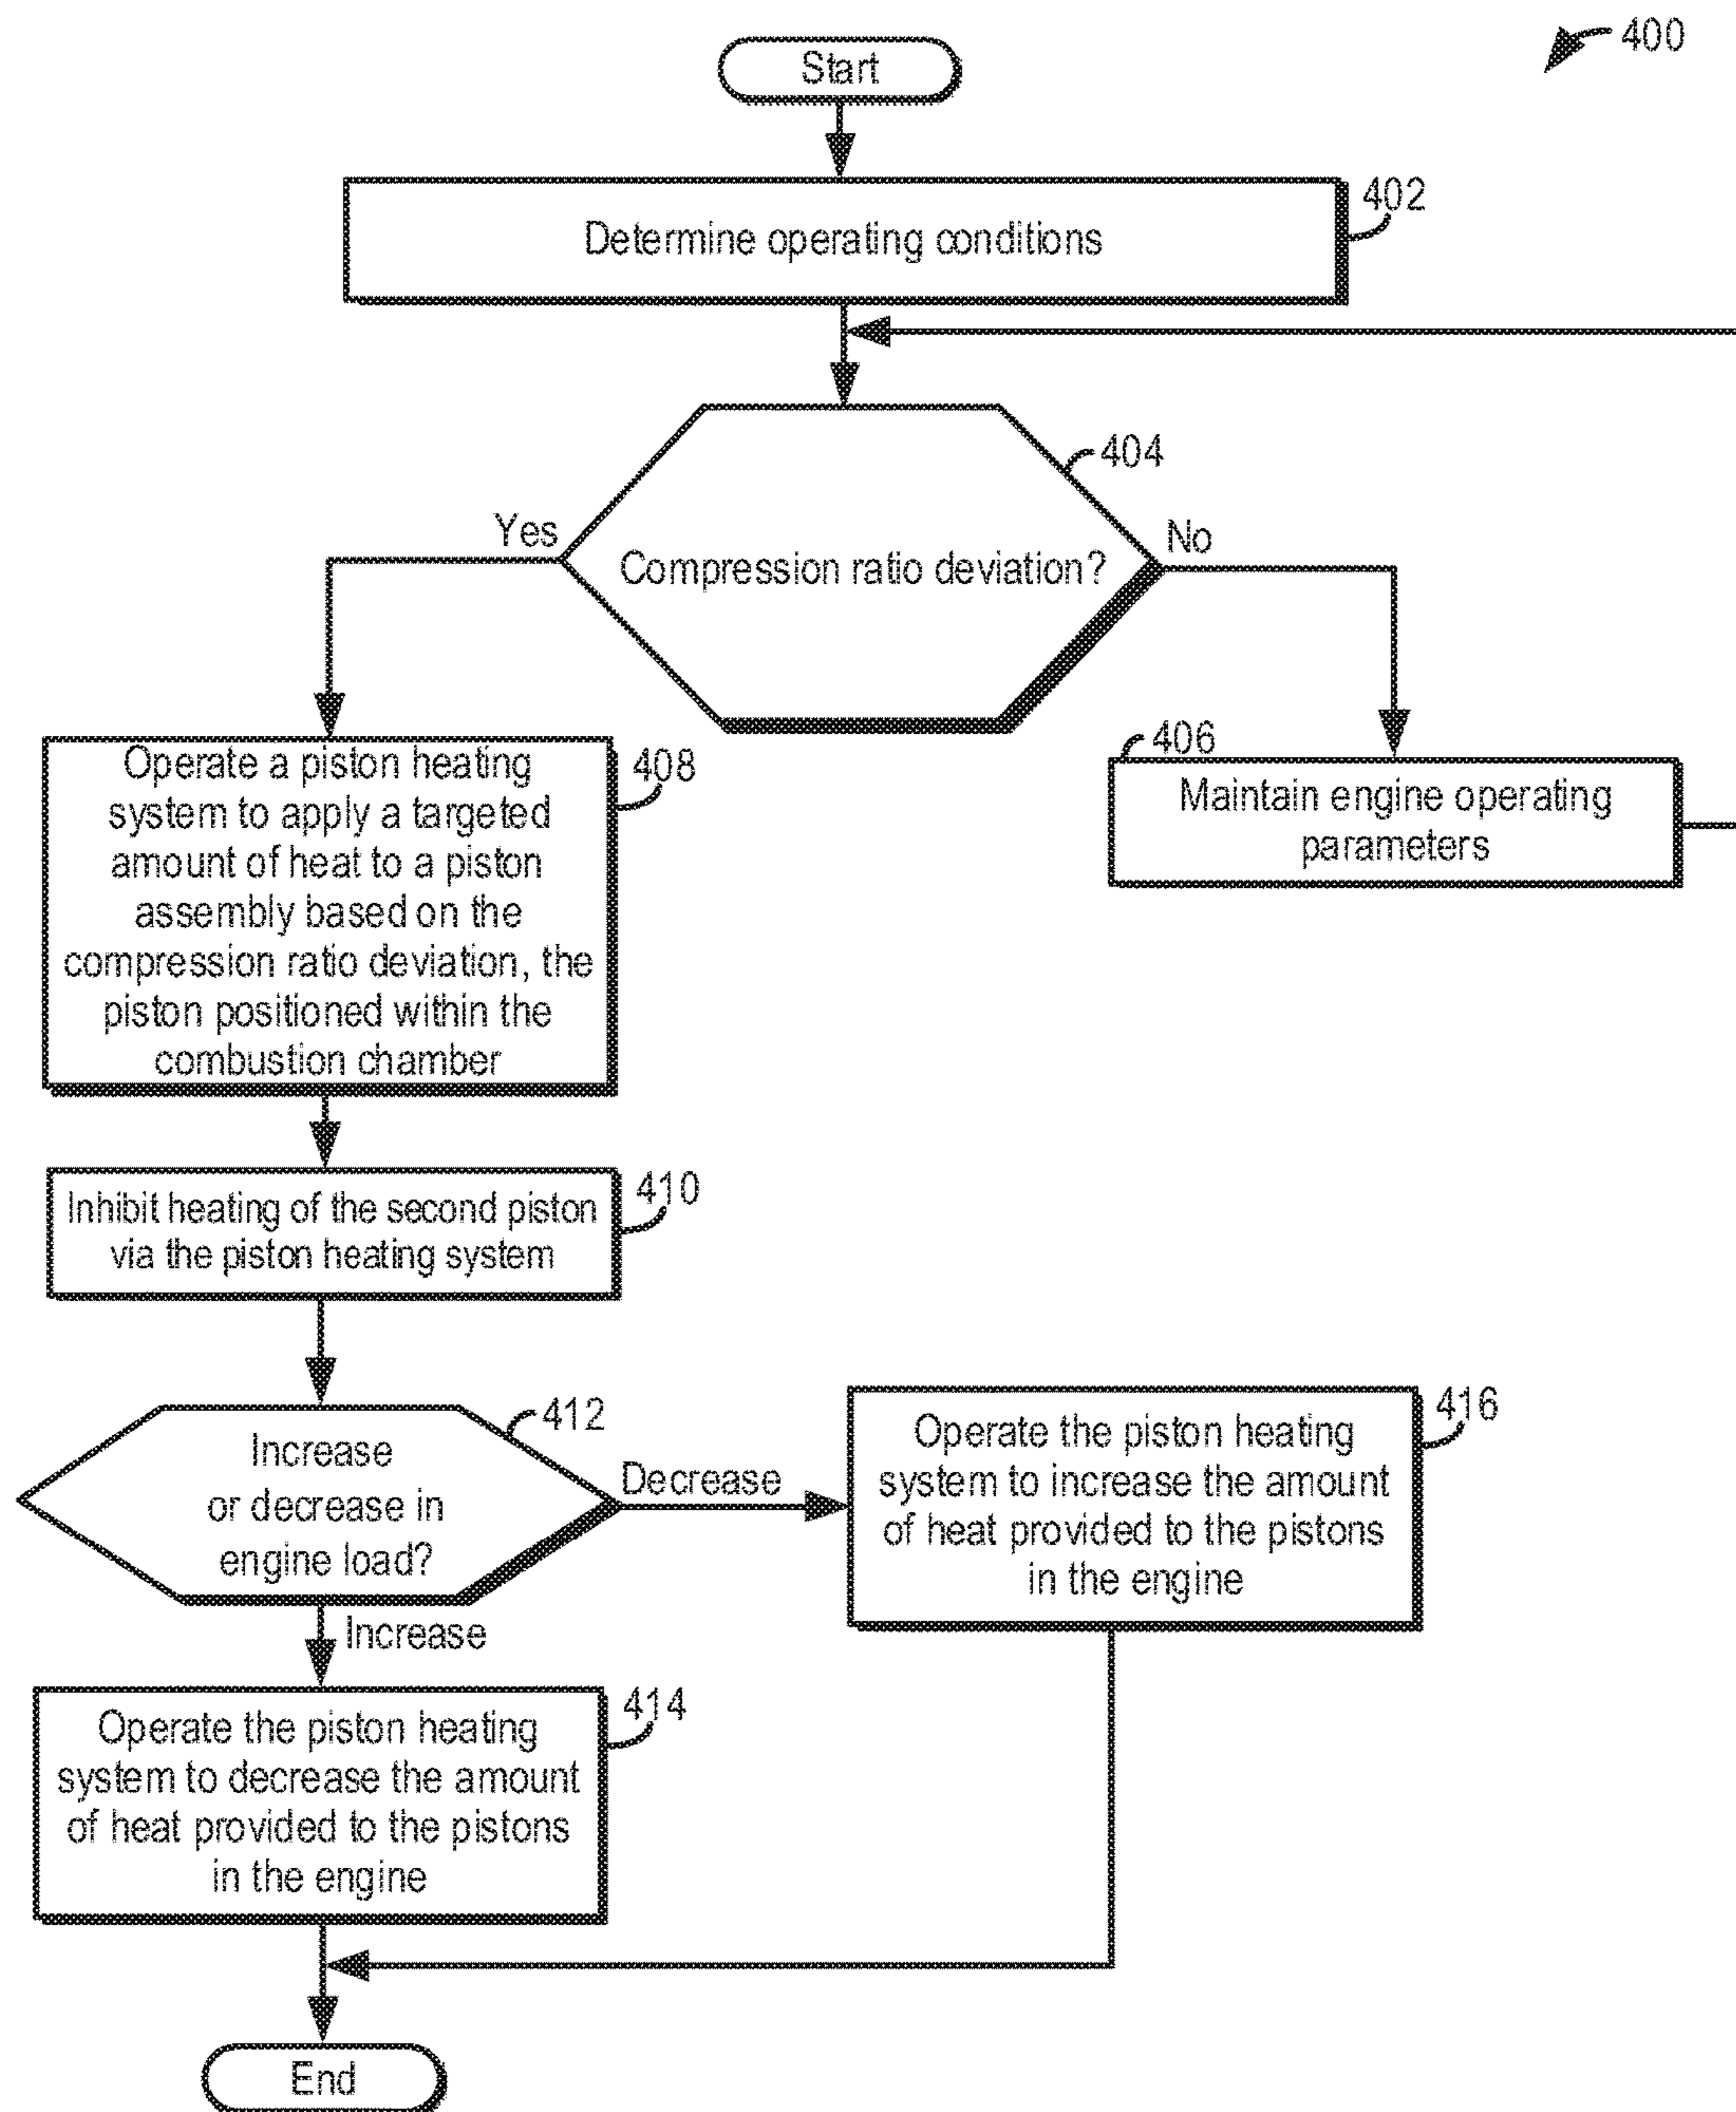 400
Start
402
Determine operating conditions
404
Yes
No
Compression ratio deviation?
406
Maintain engine operating
parameters
408
Operate a piston heating
system to apply a targeted
amount of heat to a piston
assembly based on the
compression ratio deviation, the
piston positioned within the
combustion chamber
410
Inhibit heating of the second piston
via the piston heating system
412
Increase
or decrease in
engine load?
Decrease
416
Operate the piston heating
system to increase the amount
of heat provided to the pistons
in the engine
Increase
414
Operate the piston heating
system to decrease the amount
of heat provided to the pistons
in the engine
End